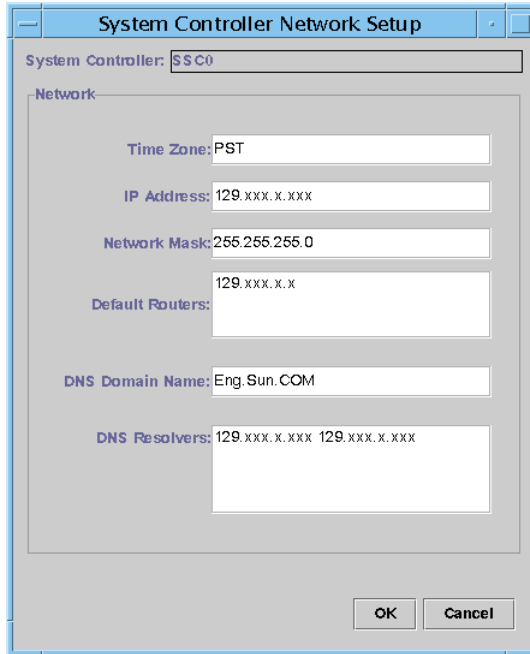 System Controller Network Setup
System Controller: SSC0
Network
Time Zone: PST
IP Address: 129.xxx.x.xxx
Network Mask: 255.255.255.0
Default Routers: 129.xxx.x.x
DNS Domain Name: Eng.Sun.COM
DNS Resolvers: 129.xxx.x.xxx 129.xxx.x.xxx
OK Cancel